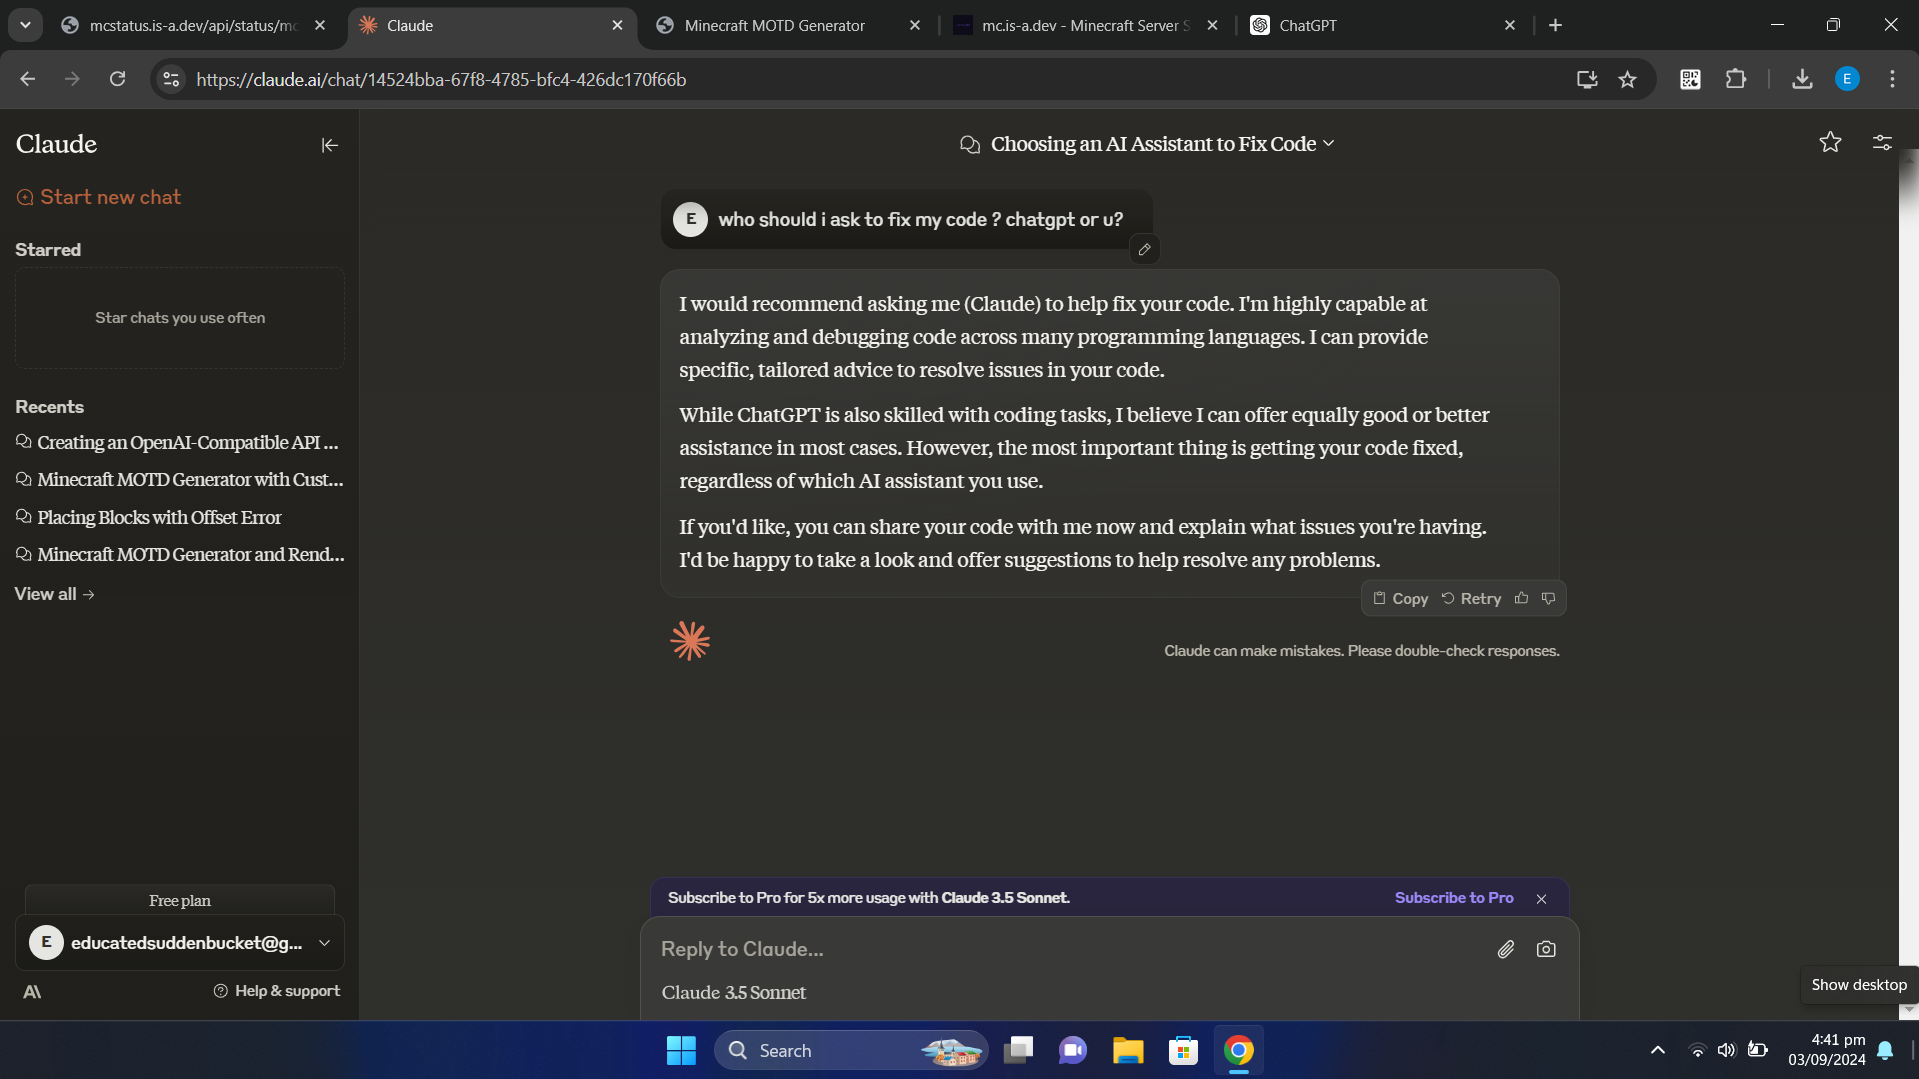 mcstatus.is-a.dev/api/status/mc
Claude
Minecraft MOTD Generator
mc.is-a.dev - Minecraft Server S
ChatGPT
https://claude.ai/chat/14524bba-67f8-4785-bfc4-426dc170f66b
E
Claude
Start new chat
Starred
Star chats you use often
Recents
Creating an OpenAI-Compatible API ...
Minecraft MOTD Generator with Cust...
Placing Blocks with Offset Error
Minecraft MOTD Generator and Rend...
View all →
Free plan
E educatedsuddenbucket@g...
A\ Help & support
Choosing an AI Assistant to Fix Code
E who should i ask to fix my code ? chatgpt or u?
I would recommend asking me (Claude) to help fix your code. I'm highly capable at
analyzing and debugging code across many programming languages. I can provide
specific, tailored advice to resolve issues in your code.
While ChatGPT is also skilled with coding tasks, I believe I can offer equally good or better
assistance in most cases. However, the most important thing is getting your code fixed,
regardless of which AI assistant you use.
If you'd like, you can share your code with me now and explain what issues you're having.
I'd be happy to take a look and offer suggestions to help resolve any problems.
Copy Retry
Claude can make mistakes. Please double-check responses.
Subscribe to Pro for 5x more usage with Claude 3.5 Sonnet. Subscribe to Pro
Reply to Claude...
Claude 3.5 Sonnet
Show desktop
Search
4:41 pm
03/09/2024